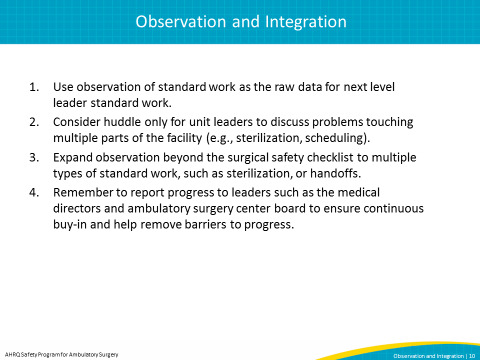 Observation and Integration
1. Use observation of standard work as the raw data for next level
leader standard work.
2. Consider huddle only for unit leaders to discuss problems touching
multiple parts of the facility (e.g., sterilization, scheduling).
3. Expand observation beyond the surgical safety checklist to multiple
types of standard work, such as sterilization, or handoffs.
4. Remember to report progress to leaders such as the medical
directors and ambulatory surgery center board to ensure continuous
buy-in and help remove barriers to progress.
AHRQ Safety Program for Ambulatory Surgery
Observation and Integration | 10